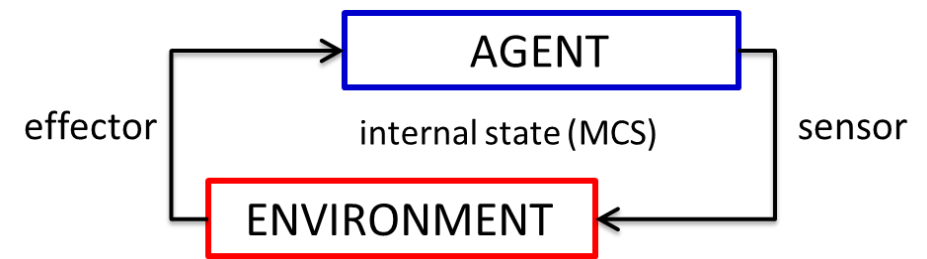 AGENT
effector
internal state (MCS)
sensor
ENVIRONMENT